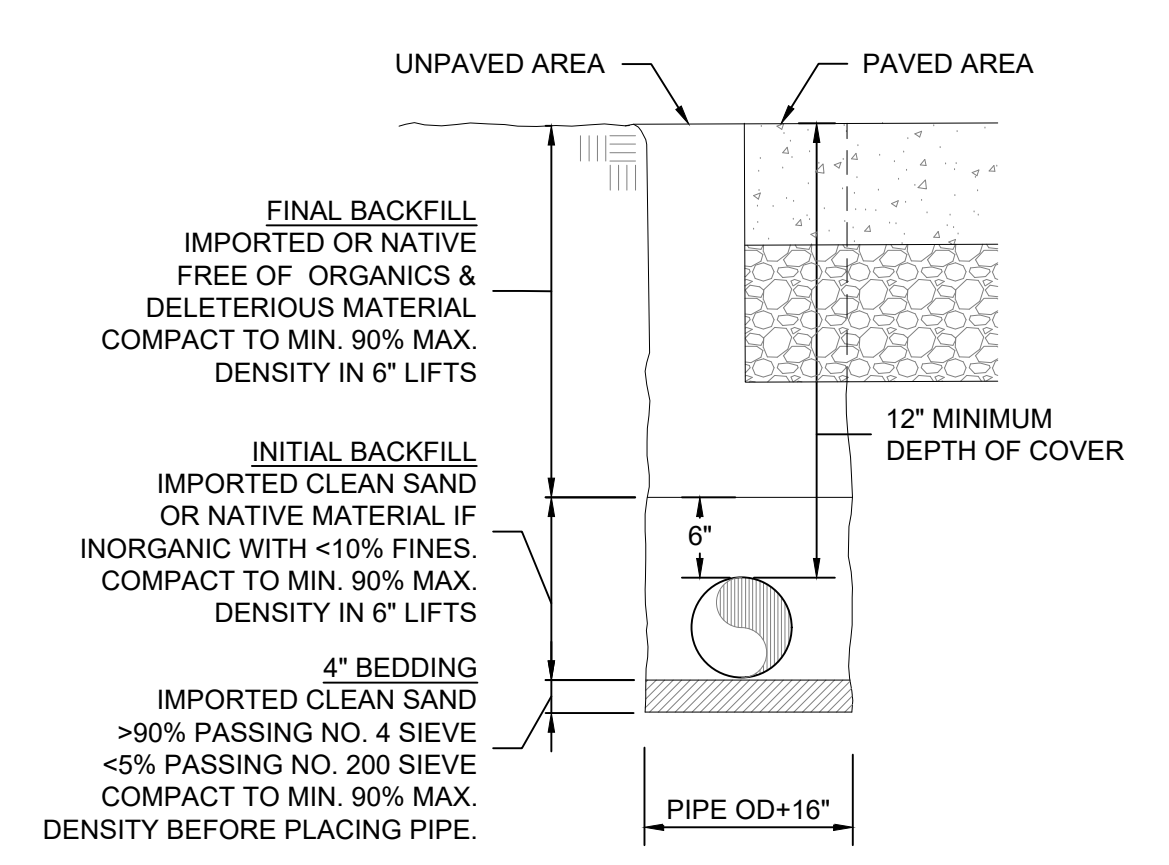 UNPAVED AREA
PAVED AREA
FINAL BACKFILL
IMPORTED OR NATIVE
FREE OF ORGANICS &
DELETERIOUS MATERIAL
COMPACT TO MIN. 90% MAX.
DENSITY IN 6" LIFTS
12" MINIMUM
DEPTH OF COVER
INITIAL BACKFILL
IMPORTED CLEAN SAND
OR NATIVE MATERIAL IF
INORGANIC WITH <10% FINES.
COMPACT TO MIN. 90% MAX.
DENSITY IN 6" LIFTS
6"
4" BEDDING
IMPORTED CLEAN SAND
>90% PASSING NO. 4 SIEVE
<5% PASSING NO. 200 SIEVE
COMPACT TO MIN. 90% MAX.
DENSITY BEFORE PLACING PIPE.
PIPE OD+16"